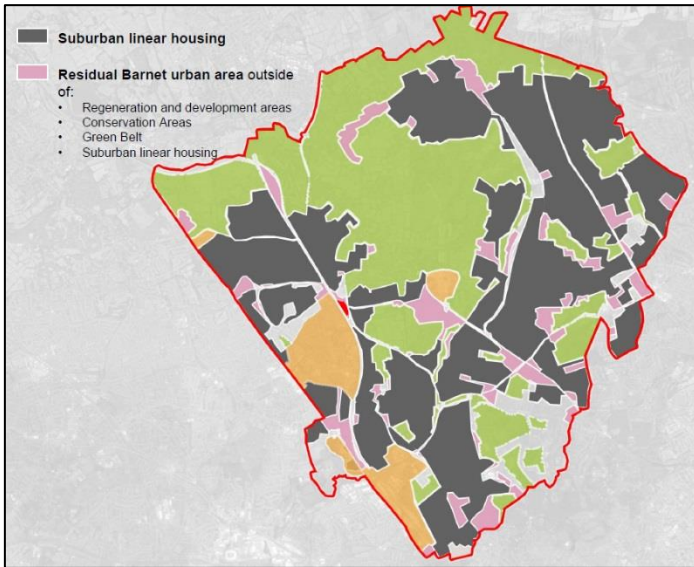 Suburban linear housing
Residual Barnet urban area outside
of:
• Regeneration and development areas
• Conservation Areas
• Green Belt
• Suburban linear housing